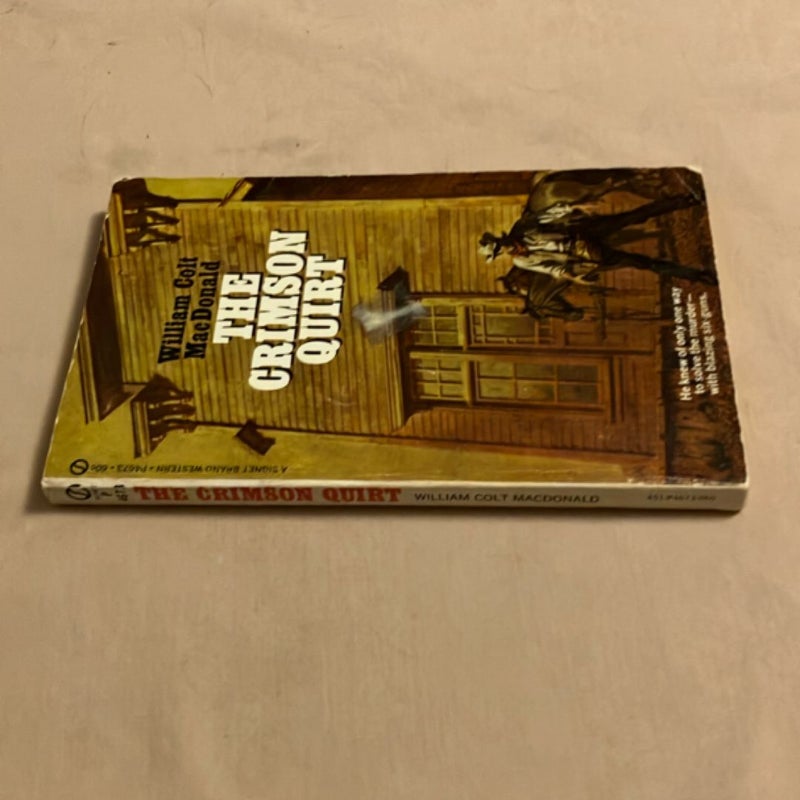 A SIGNET BRAND WESTERN • P4673 • 60c
William Colt
MacDonald
THE
CRIMSON
QUIRT
He knew of only one way
to solve the murder—
with blazing six-guns.
THE CRIMSON QUIRT WILLIAM COLT MACDONALD